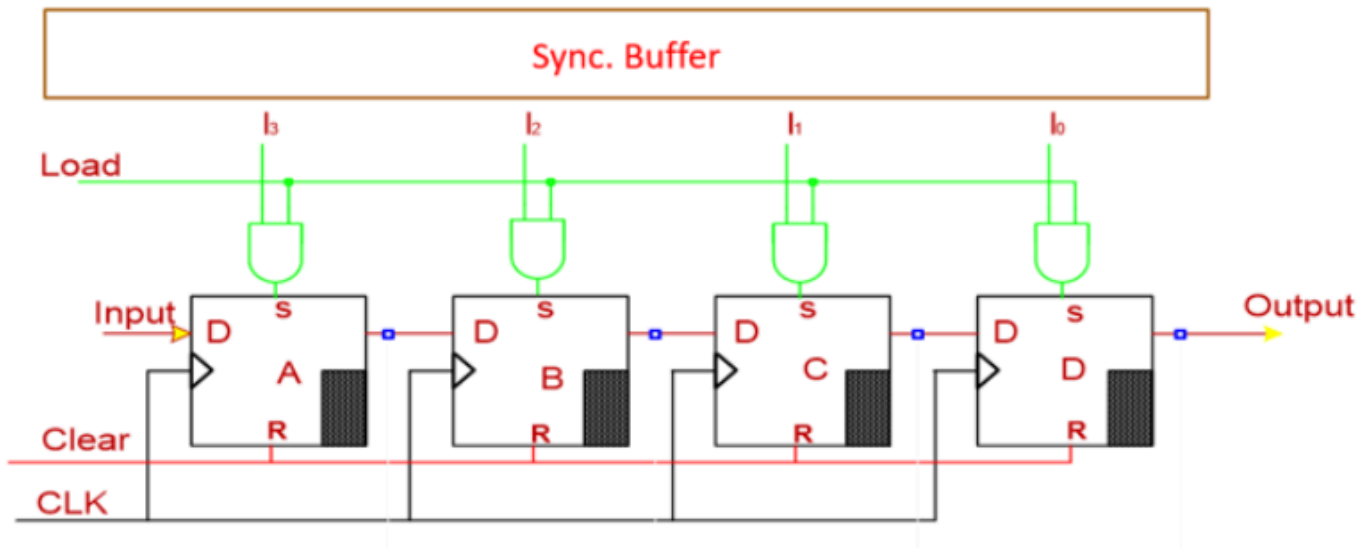 Sync. Buffer
I₃ I₂ I₁ I₀
Load
S S S S
Input D D D D Output
A B C D
R R R R
Clear
CLK